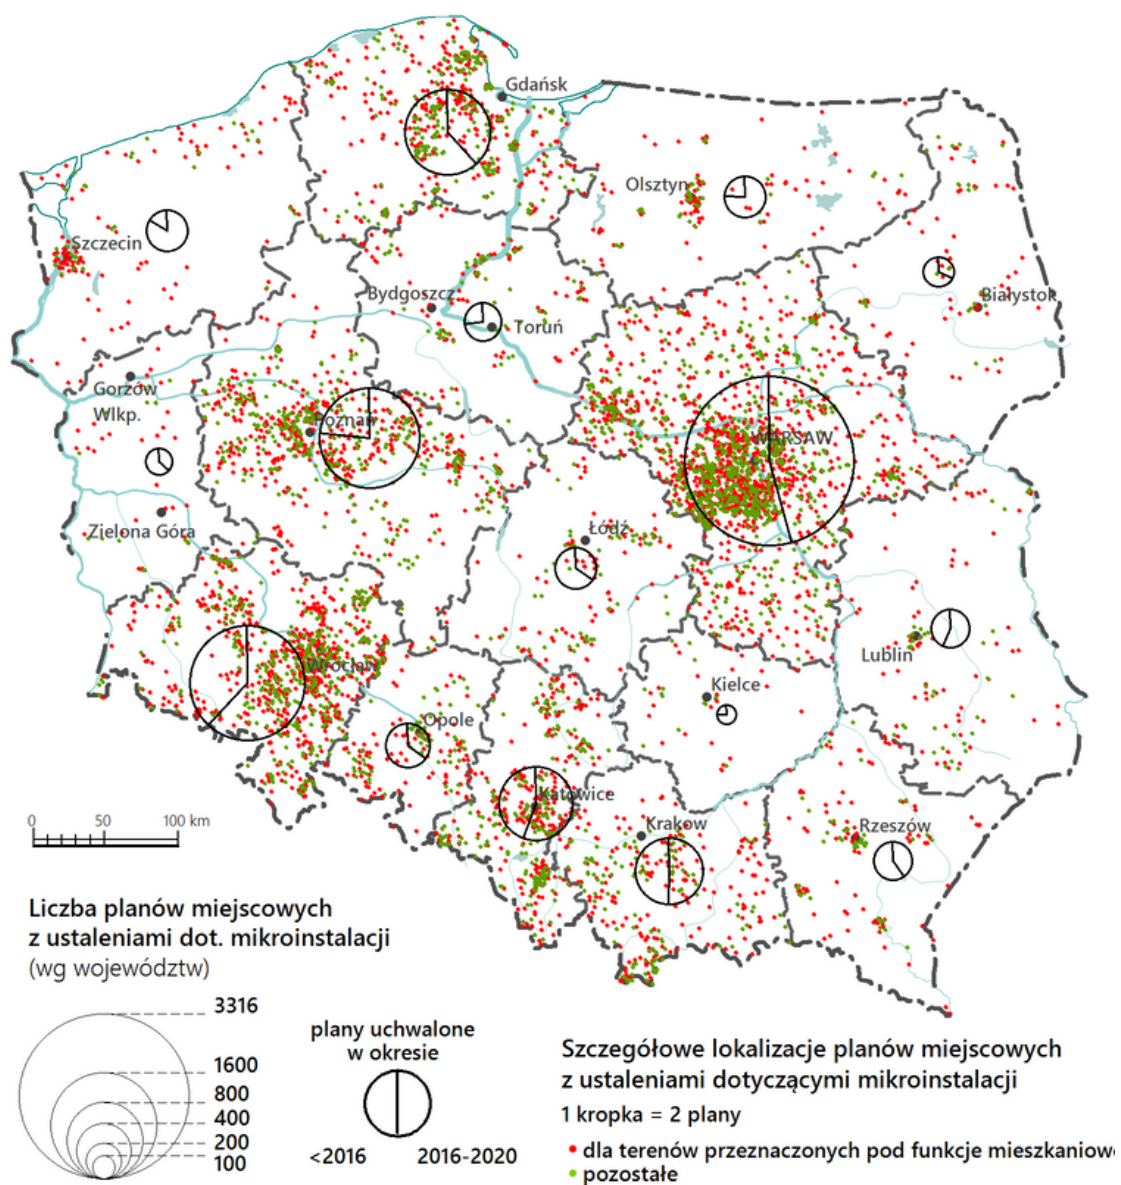 Gdańsk
Olsztyn
Szczecin
Białystok
Bydgoszcz
Toruń
Gorzów
Wlkp.
Poznań
WARSAW
Zielona Góra
Łódź
Lublin
Wrocław
Kielce
Opole
Katowice
Krakow
Rzeszów
0 50 100 km
Liczba planów miejscowych
z ustaleniami dot. mikroinstalacji
(wg województw)
3316
1600
800
400
200
100
plany uchwalone
w okresie
<2016 2016-2020
Szczegółowe lokalizacje planów miejscowych
z ustaleniami dotyczącymi mikroinstalacji
1 kropka = 2 plany
dla terenów przeznaczonych pod funkcje mieszkaniow
pozostałe